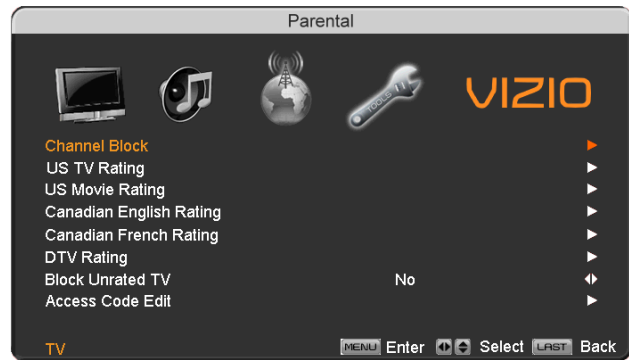 Parental
TOOLS
VIZIO
Channel Block
US TV Rating
US Movie Rating
Canadian English Rating
Canadian French Rating
DTV Rating
Block Unrated TV No
Access Code Edit
TV MENU Enter Select LAST Back